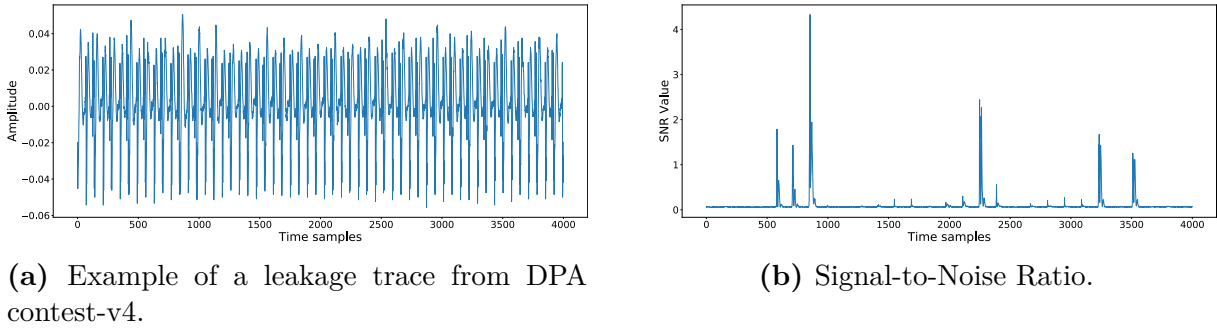 0.04
0.02
0.00
−0.02
−0.04
−0.06
Amplitude
0 500 1000 1500 2000 2500 3000 3500 4000
Time samples
4
3
2
1
0
SNR Value
0 500 1000 1500 2000 2500 3000 3500 4000
Time samples
(a) Example of a leakage trace from DPA
contest-v4.
(b) Signal-to-Noise Ratio.